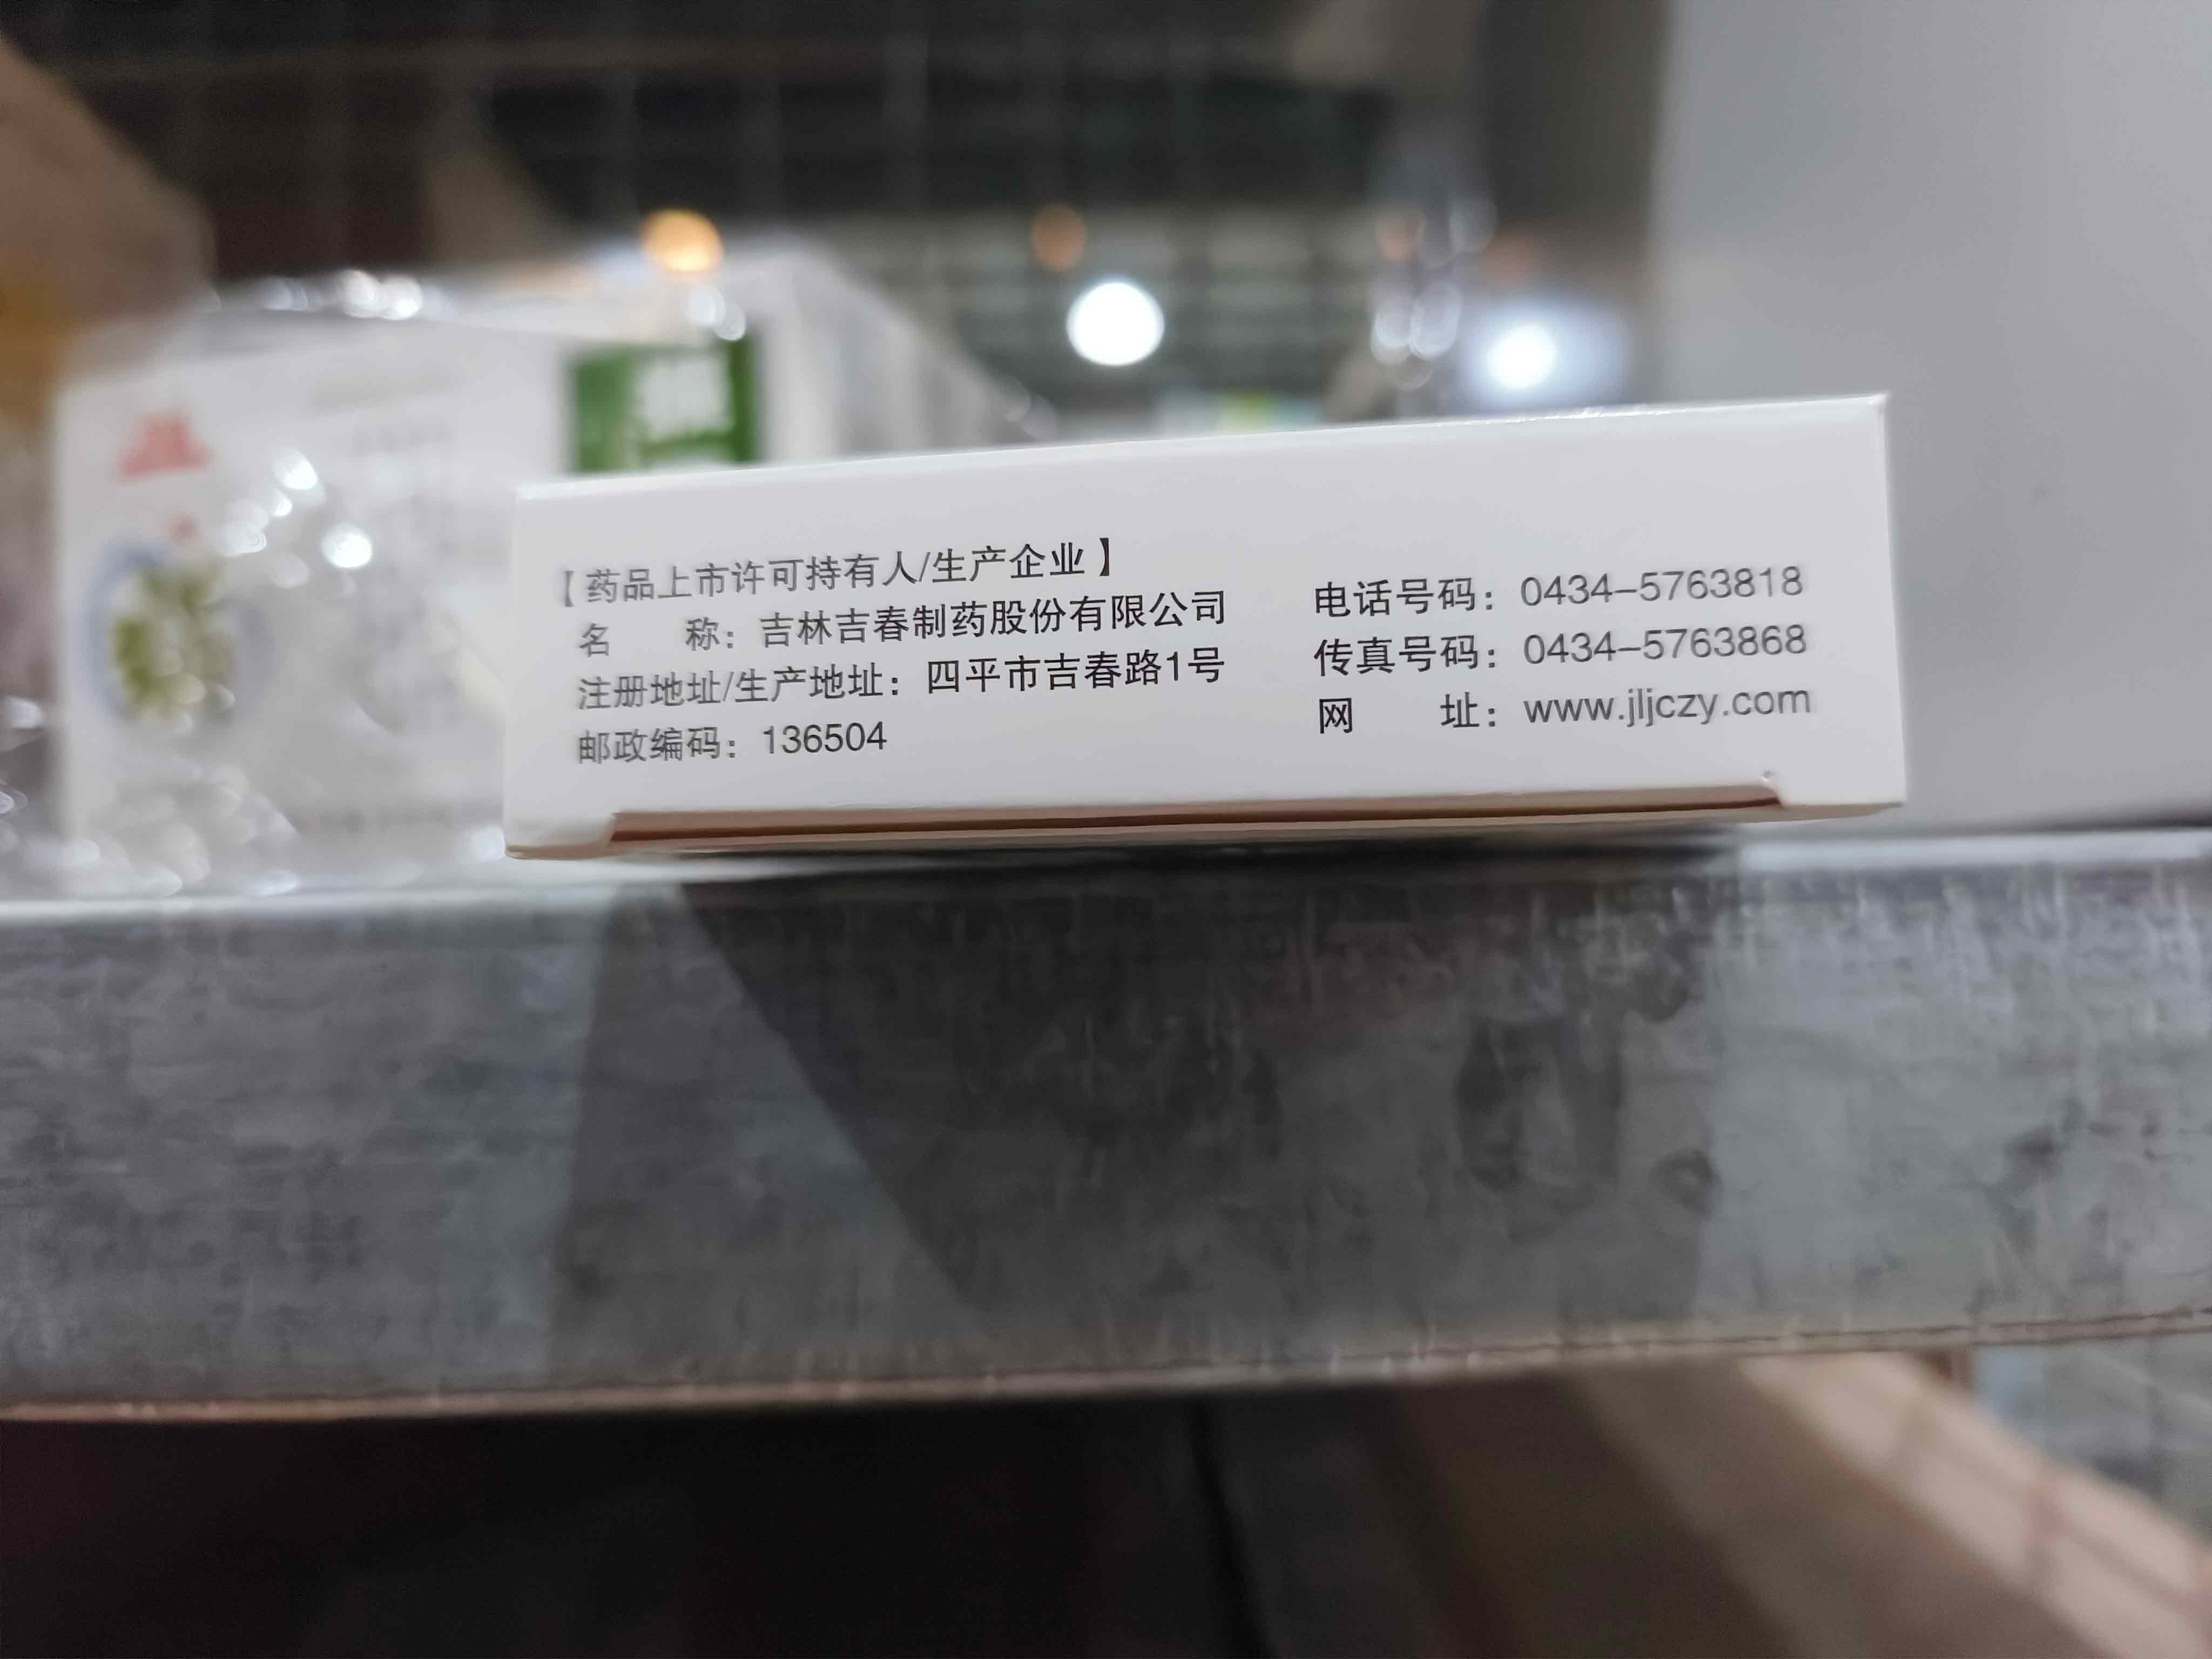 【药品上市许可持有人/生产企业】
名 称：吉林吉春制药股份有限公司
注册地址/生产地址：四平市吉春路1号
邮政编码：136504
电话号码：0434-5763818
传真号码：0434-5763868
网 址：www.jljczy.com